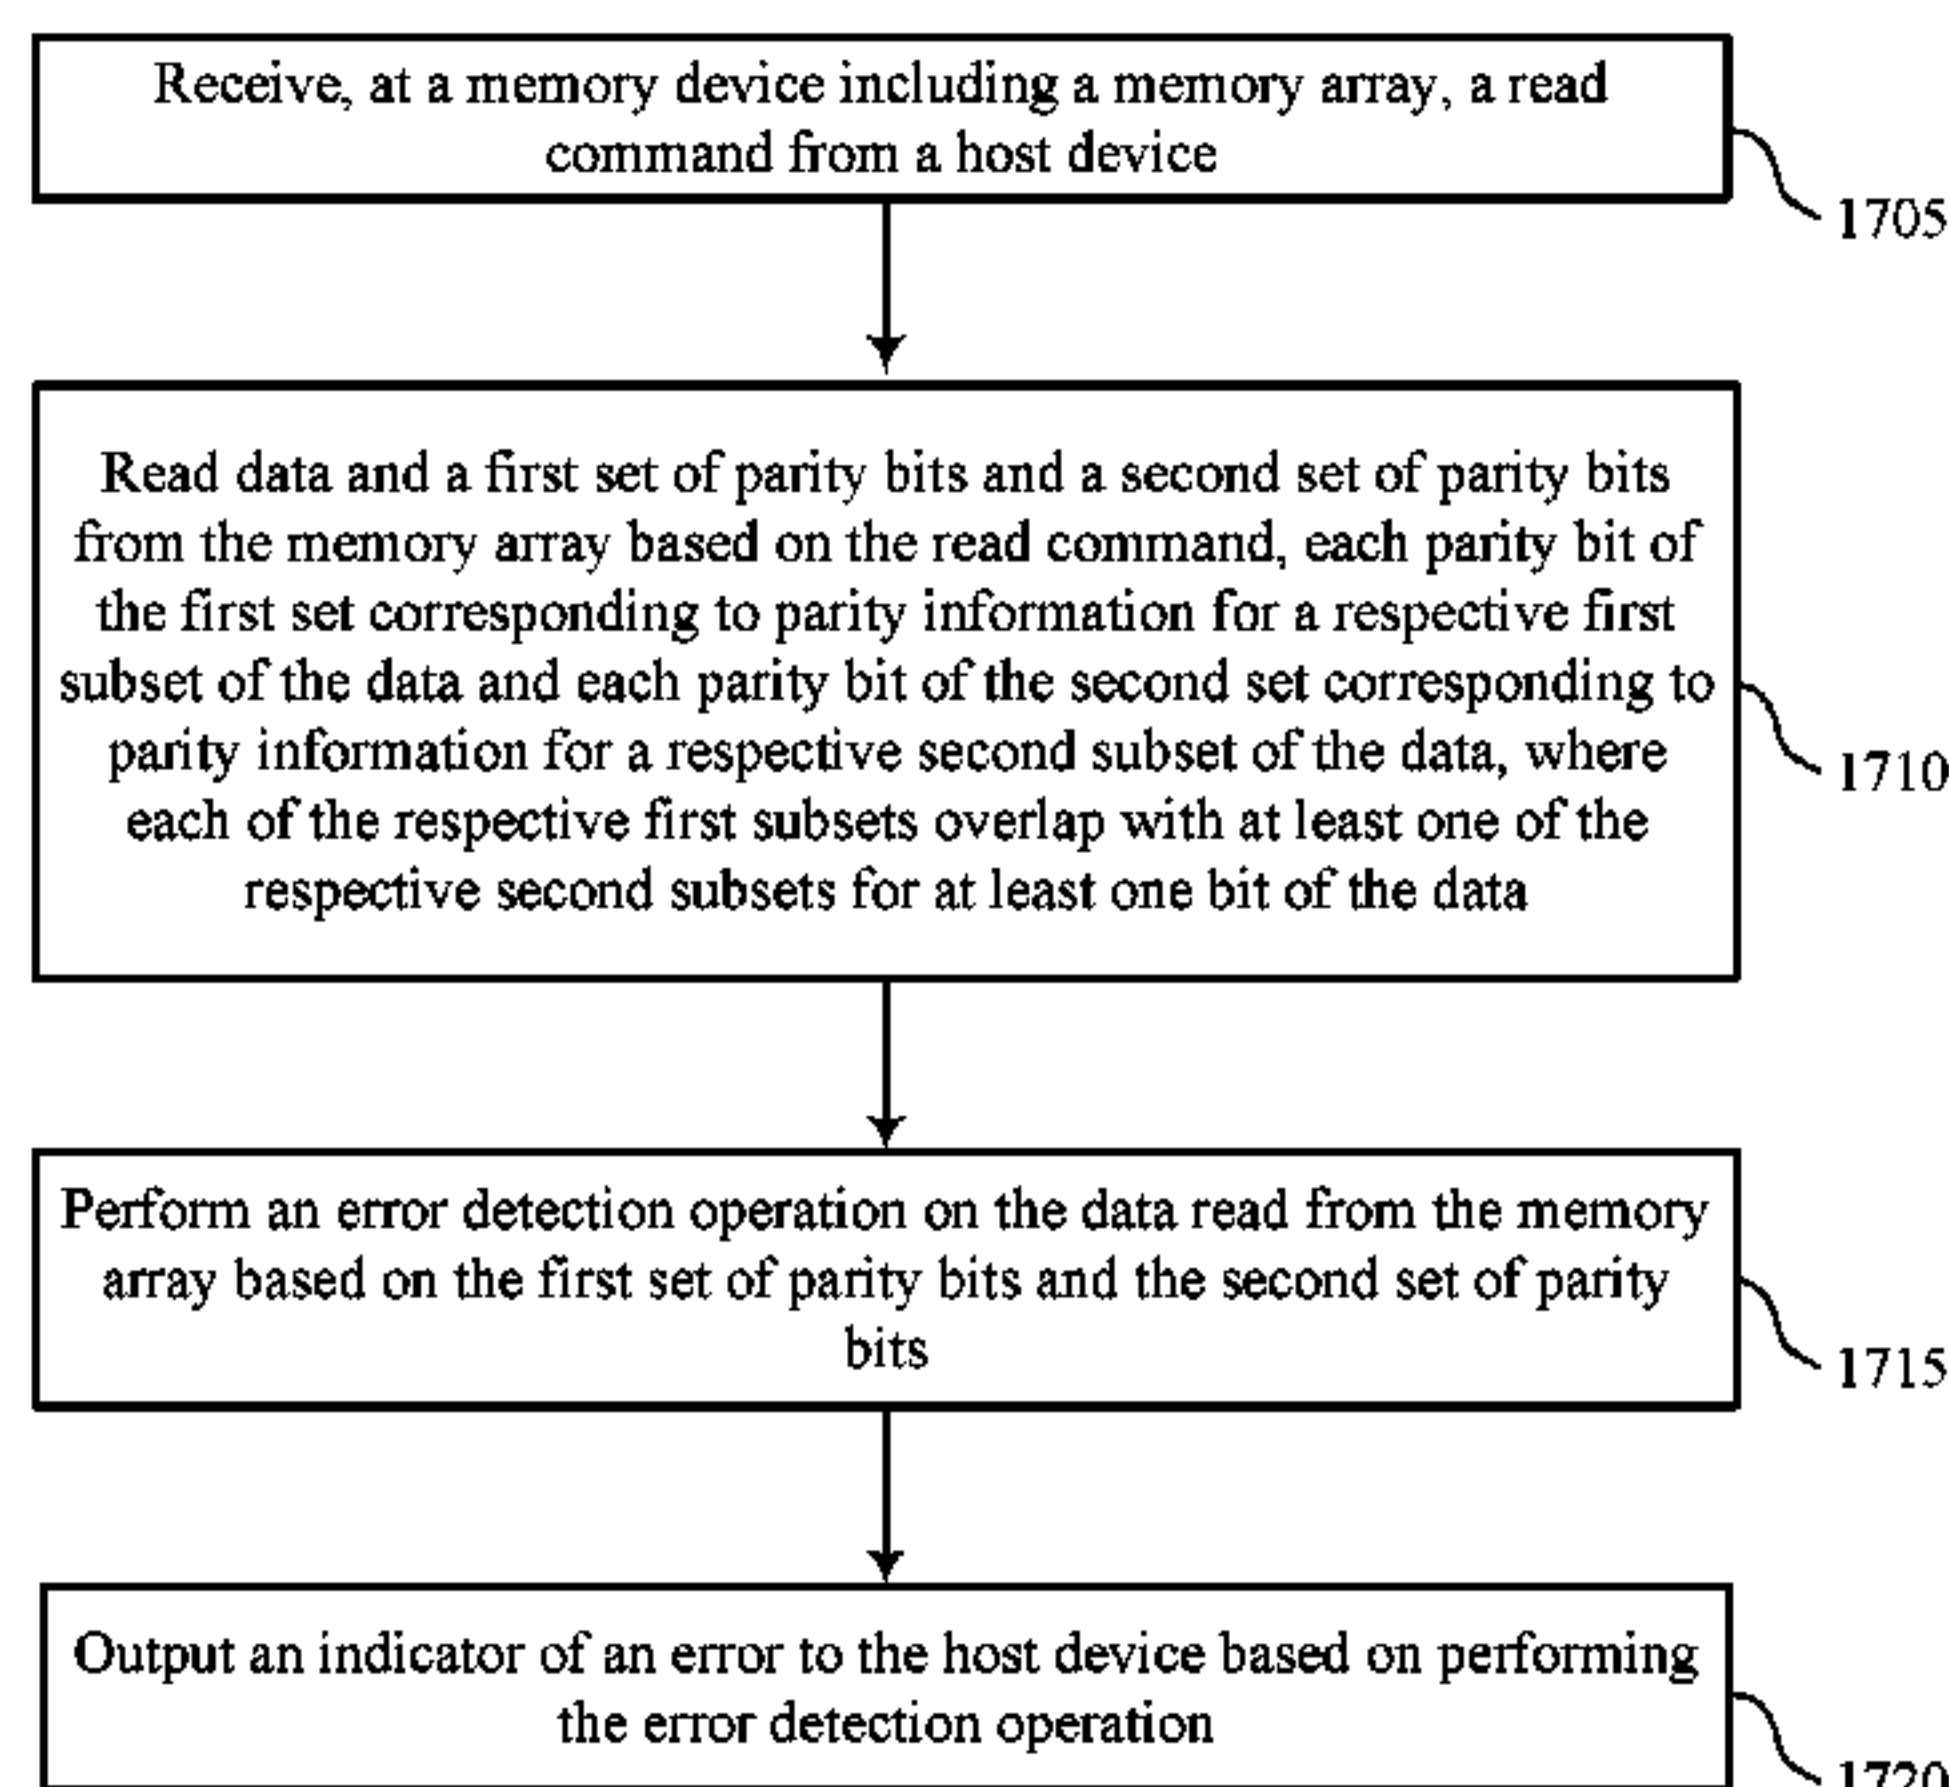 Receive, at a memory device including a memory array, a read
command from a host device
1705
Read data and a first set of parity bits and a second set of parity bits
from the memory array based on the read command, each parity bit of
the first set corresponding to parity information for a respective first
subset of the data and each parity bit of the second set corresponding to
parity information for a respective second subset of the data, where
each of the respective first subsets overlap with at least one of the
respective second subsets for at least one bit of the data
1710
Perform an error detection operation on the data read from the memory
array based on the first set of parity bits and the second set of parity
bits
1715
Output an indicator of an error to the host device based on performing
the error detection operation
1720